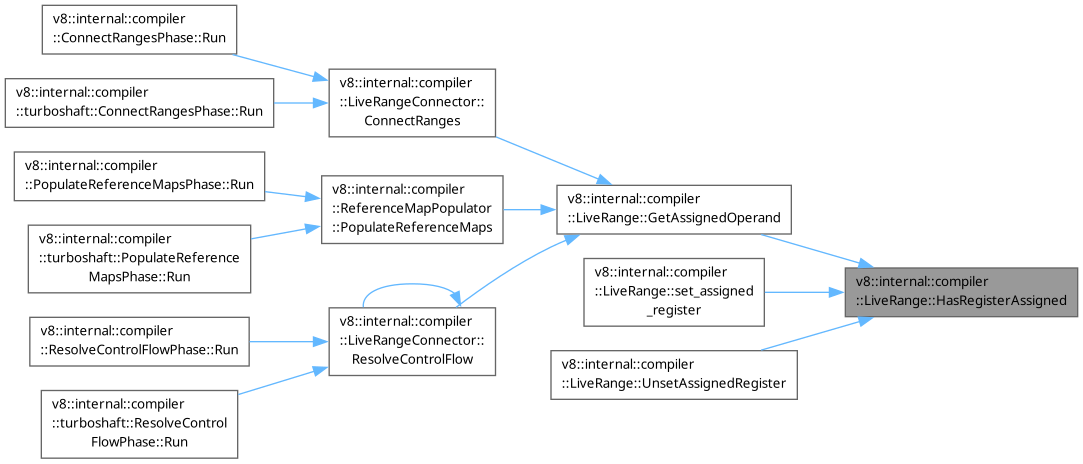 v8::internal::compiler
::ConnectRangesPhase::Run
v8::internal::compiler
::turboshaft::ConnectRangesPhase::Run
v8::internal::compiler
::PopulateReferenceMapsPhase::Run
v8::internal::compiler
::turboshaft::PopulateReference
MapsPhase::Run
v8::internal::compiler
::ResolveControlFlowPhase::Run
v8::internal::compiler
::turboshaft::ResolveControl
FlowPhase::Run
v8::internal::compiler
::LiveRangeConnector::
ConnectRanges
v8::internal::compiler
::ReferenceMapPopulator
::PopulateReferenceMaps
v8::internal::compiler
::LiveRangeConnector::
ResolveControlFlow
v8::internal::compiler
::LiveRange::GetAssignedOperand
v8::internal::compiler
::LiveRange::set_assigned
_register
v8::internal::compiler
::LiveRange::UnsetAssignedRegister
v8::internal::compiler
::LiveRange::HasRegisterAssigned